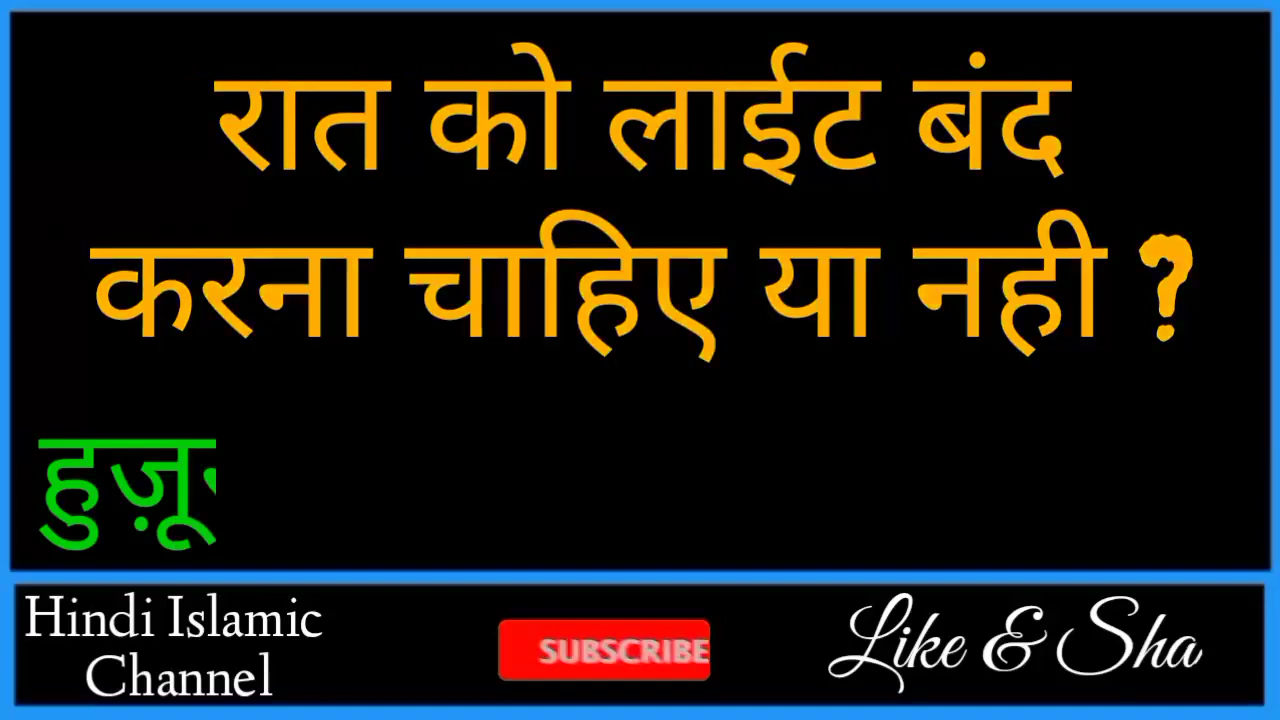 रात को लाईट बंद
करना चाहिए या नही ?
Hindi Islamic
Channel
SUBSCRIBE
Like & Sha